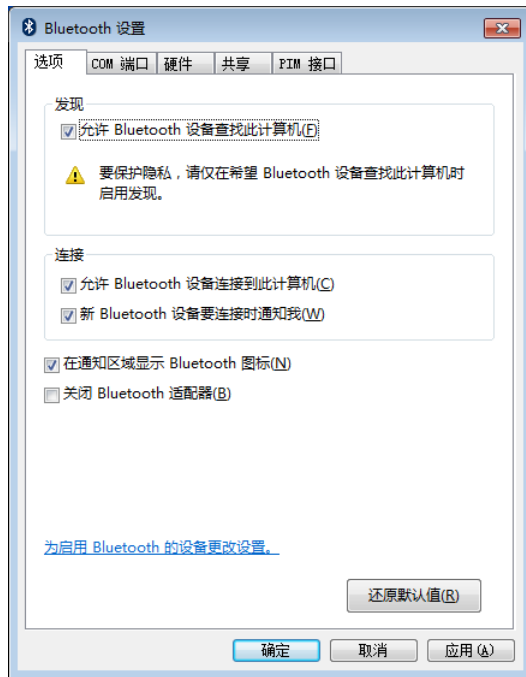 Bluetooth 设置
选项 COM 端口 硬件 共享 PIM 接口
发现
允许 Bluetooth 设备查找此计算机(F)
要保护隐私，请仅在希望 Bluetooth 设备查找此计算机时
启用发现。
连接
允许 Bluetooth 设备连接到此计算机(C)
新 Bluetooth 设备要连接时通知我(W)
在通知区域显示 Bluetooth 图标(N)
关闭 Bluetooth 适配器(B)
为启用 Bluetooth 的设备更改设置。
还原默认值(R)
确定 取消 应用(A)